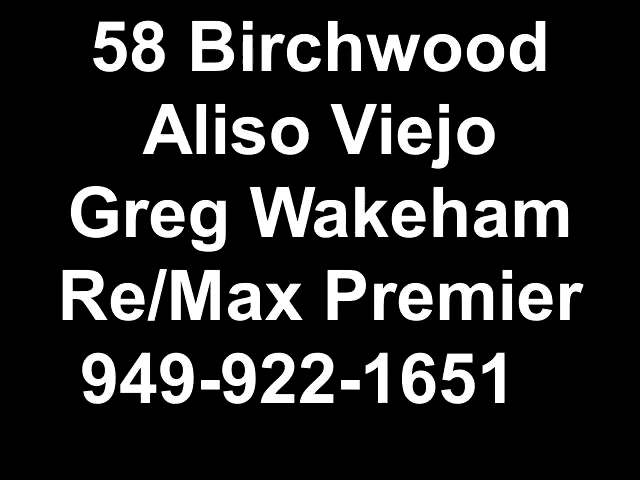 58 Birchwood
Aliso Viejo
Greg Wakeham
Re/Max Premier
949-922-1651